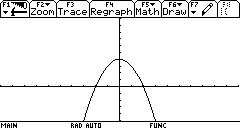 F1 F2 Zoom F3 Trace F4 Regraph F5 Math F6 Draw F7
MAIN RAD AUTO FUNC